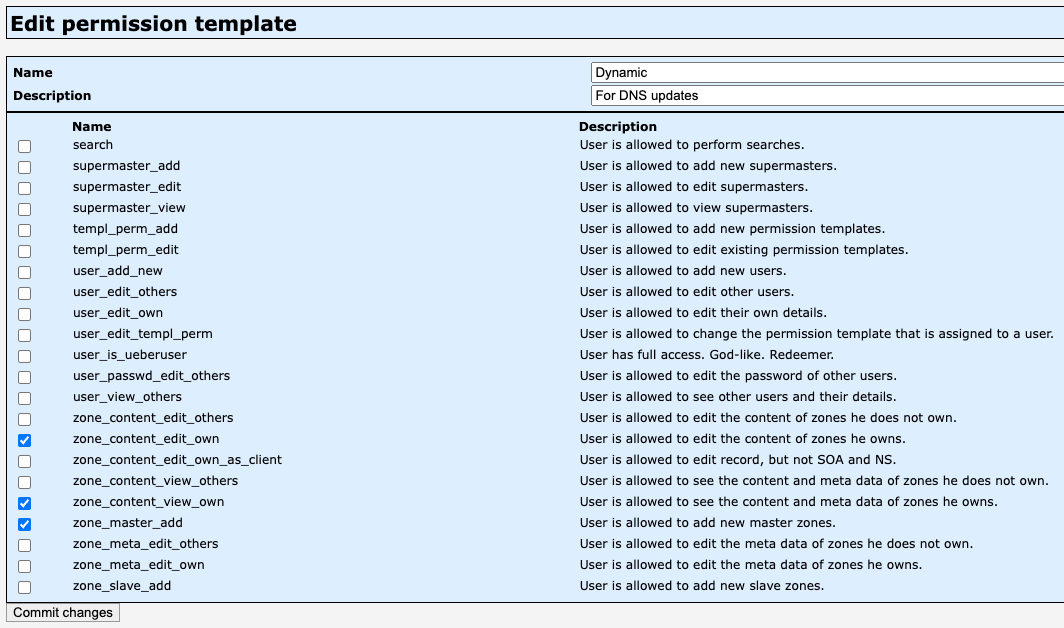 Edit permission template
Name Dynamic
Description For DNS updates
Name Description
search User is allowed to perform searches.
supermaster_add User is allowed to add new supermasters.
supermaster_edit User is allowed to edit supermasters.
supermaster_view User is allowed to view supermasters.
templ_perm_add User is allowed to add new permission templates.
templ_perm_edit User is allowed to edit existing permission templates.
user_add_new User is allowed to add new users.
user_edit_others User is allowed to edit other users.
user_edit_own User is allowed to edit their own details.
user_edit_templ_perm User is allowed to change the permission template that is assigned to a user.
user_is_ueberuser User has full access. God-like. Redeemer.
user_passwd_edit_others User is allowed to edit the password of other users.
user_view_others User is allowed to see other users and their details.
zone_content_edit_others User is allowed to edit the content of zones he does not own.
zone_content_edit_own User is allowed to edit the content of zones he owns.
zone_content_edit_own_as_client User is allowed to edit record, but not SOA and NS.
zone_content_view_others User is allowed to see the content and meta data of zones he does not own.
zone_content_view_own User is allowed to see the content and meta data of zones he owns.
zone_master_add User is allowed to add new master zones.
zone_meta_edit_others User is allowed to edit the meta data of zones he does not own.
zone_meta_edit_own User is allowed to edit the meta data of zones he owns.
zone_slave_add User is allowed to add new slave zones.
Commit changes